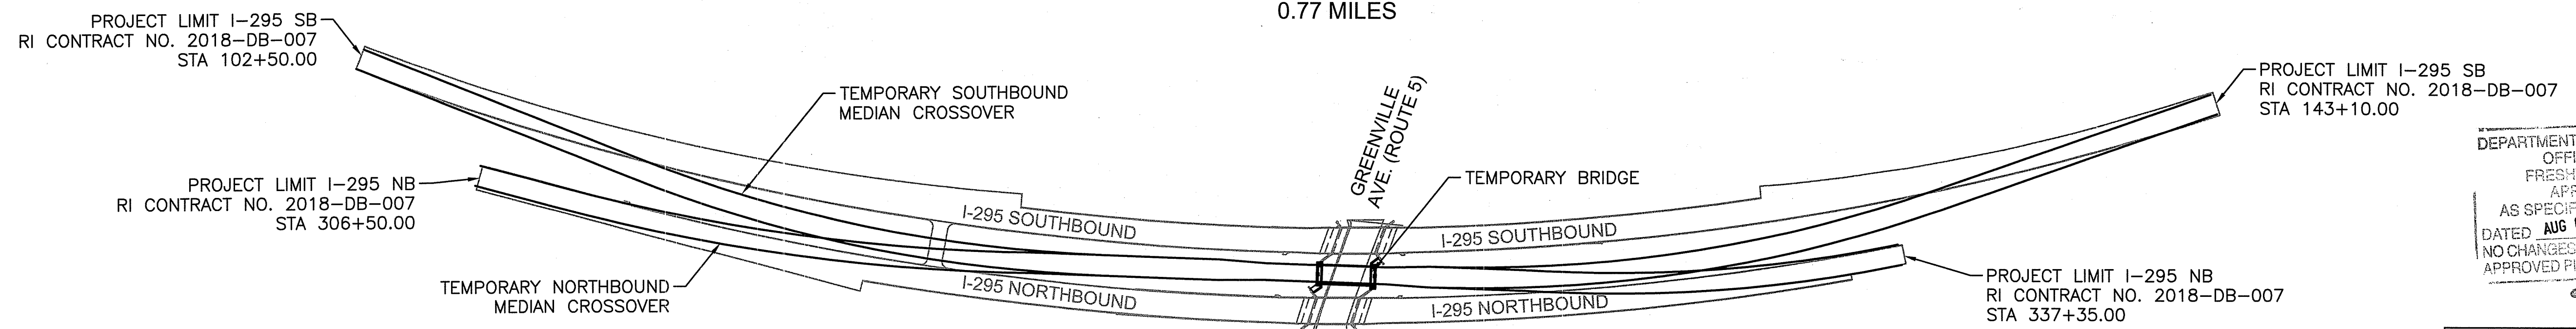 0.77 MILES
PROJECT LIMIT I-295 SB
RI CONTRACT NO. 2018-DB-007
STA 102+50.00
TEMPORARY SOUTHBOUND
MEDIAN CROSSOVER
GREENVILLE
AVE. (ROUTE 5)
PROJECT LIMIT I-295 SB
RI CONTRACT NO. 2018-DB-007
STA 143+10.00
PROJECT LIMIT I-295 NB
RI CONTRACT NO. 2018-DB-007
STA 306+50.00
TEMPORARY BRIDGE
I-295 SOUTHBOUND
I-295 SOUTHBOUND
TEMPORARY NORTHBOUND
MEDIAN CROSSOVER
I-295 NORTHBOUND
I-295 NORTHBOUND
PROJECT LIMIT I-295 NB
RI CONTRACT NO. 2018-DB-007
STA 337+35.00
DEPARTMENT
OFFI
FRESH
APP
AS SPECIF
DATED AUG
NO CHANGES
APPROVED PL